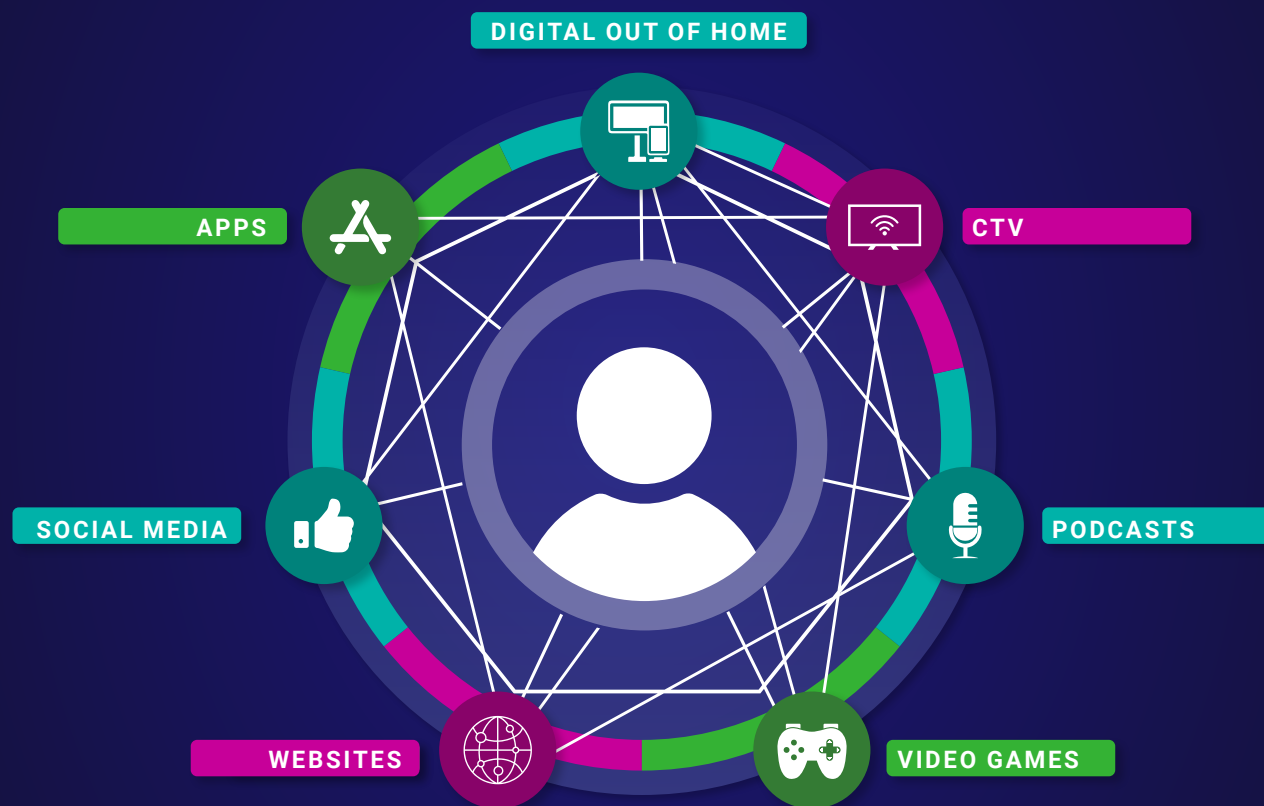 DIGITAL OUT OF HOME
APPS
CTV
SOCIAL MEDIA
PODCASTS
WEBSITES
VIDEO GAMES